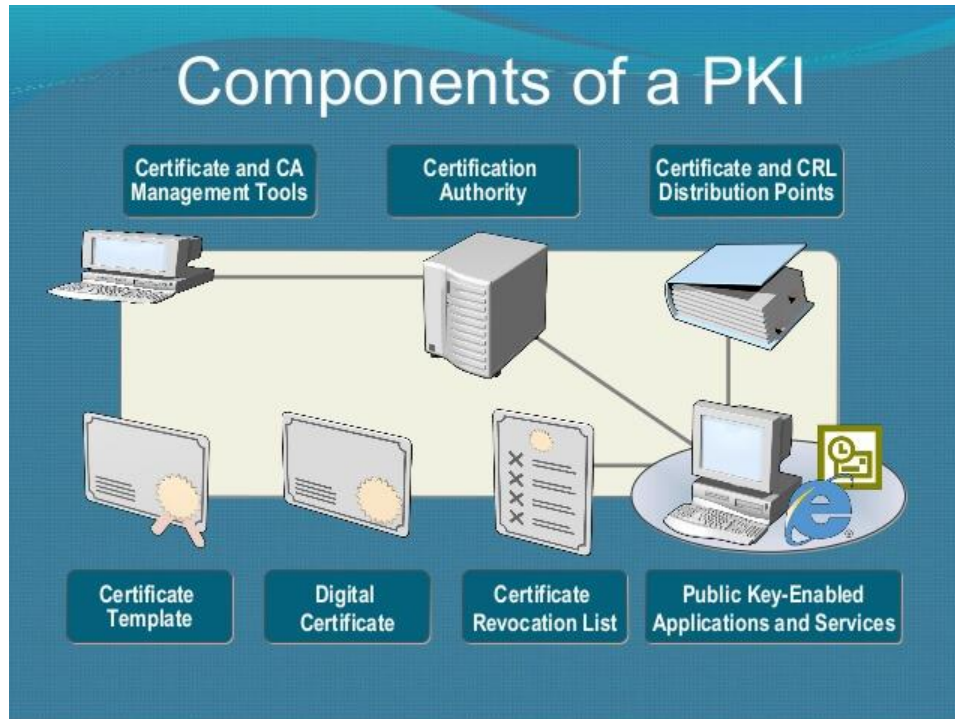 Components of a PKI
Certificate and CA
Management Tools
Certification
Authority
Certificate and CRL
Distribution Points
Certificate
Template
Digital
Certificate
Certificate
Revocation List
Public Key-Enabled
Applications and Services